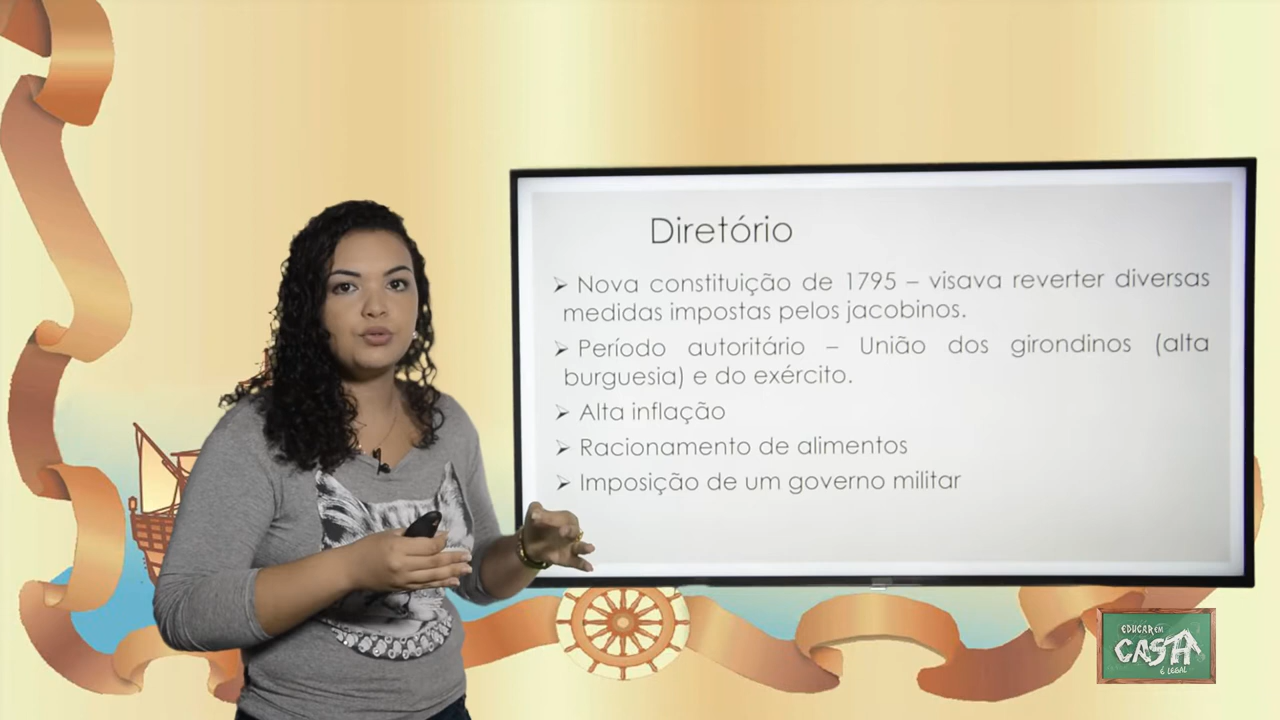 Diretório
➢ Nova constituição de 1795 – visava reverter diversas
medidas impostas pelos jacobinos.
➢ Período autoritário – União dos girondinos (alta
burguesia) e do exército.
➢ Alta inflação
➢ Racionamento de alimentos
➢ Imposição de um governo militar
EDUCAR EM
CASA
É LEGAL